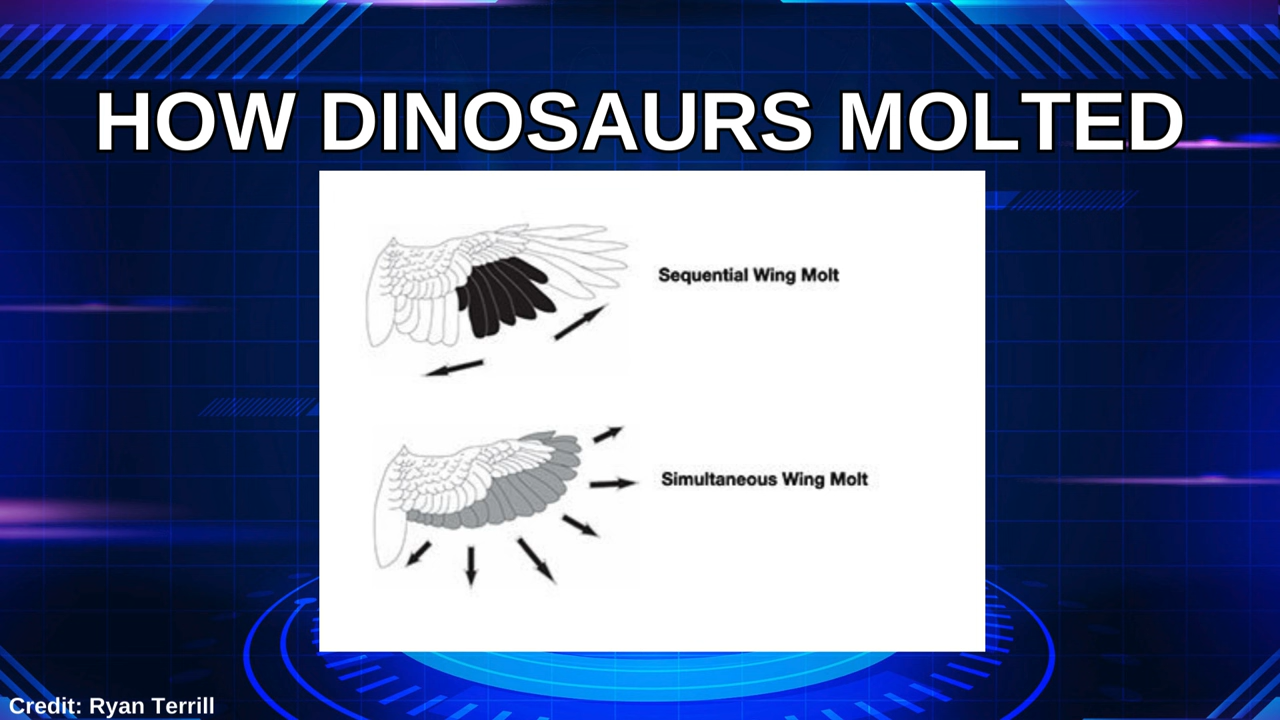 HOW DINOSAURS MOLTED
Sequential Wing Molt
Simultaneous Wing Molt
Credit: Ryan Terrill